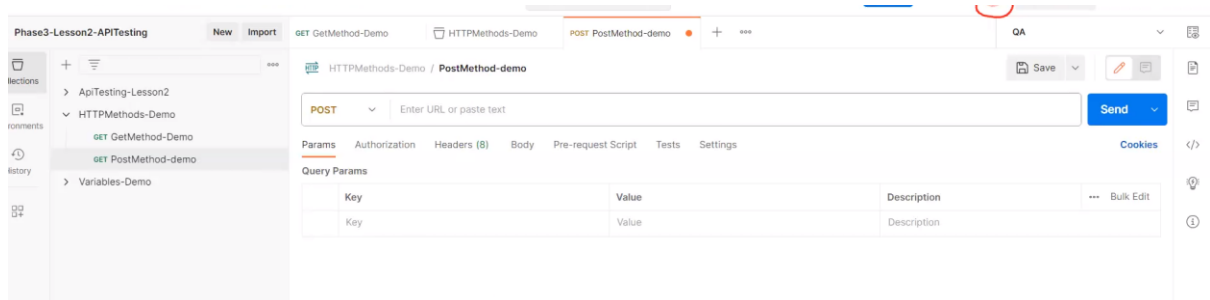 Phase3-Lesson2-APITesting New Import GET GetMethod-Demo HTTPMethods-Demo POST PostMethod-demo QA
HTTPMethods-Demo / PostMethod-demo Save
llections
> ApiTesting-Lesson2
HTTPMethods-Demo
POST Enter URL or paste text Send
ronments
GET GetMethod-Demo
GET PostMethod-demo
Params Authorization Headers (8) Body Pre-request Script Tests Settings Cookies
History
Query Params
Variables-Demo
Key Value Description Bulk Edit
Key Value Description